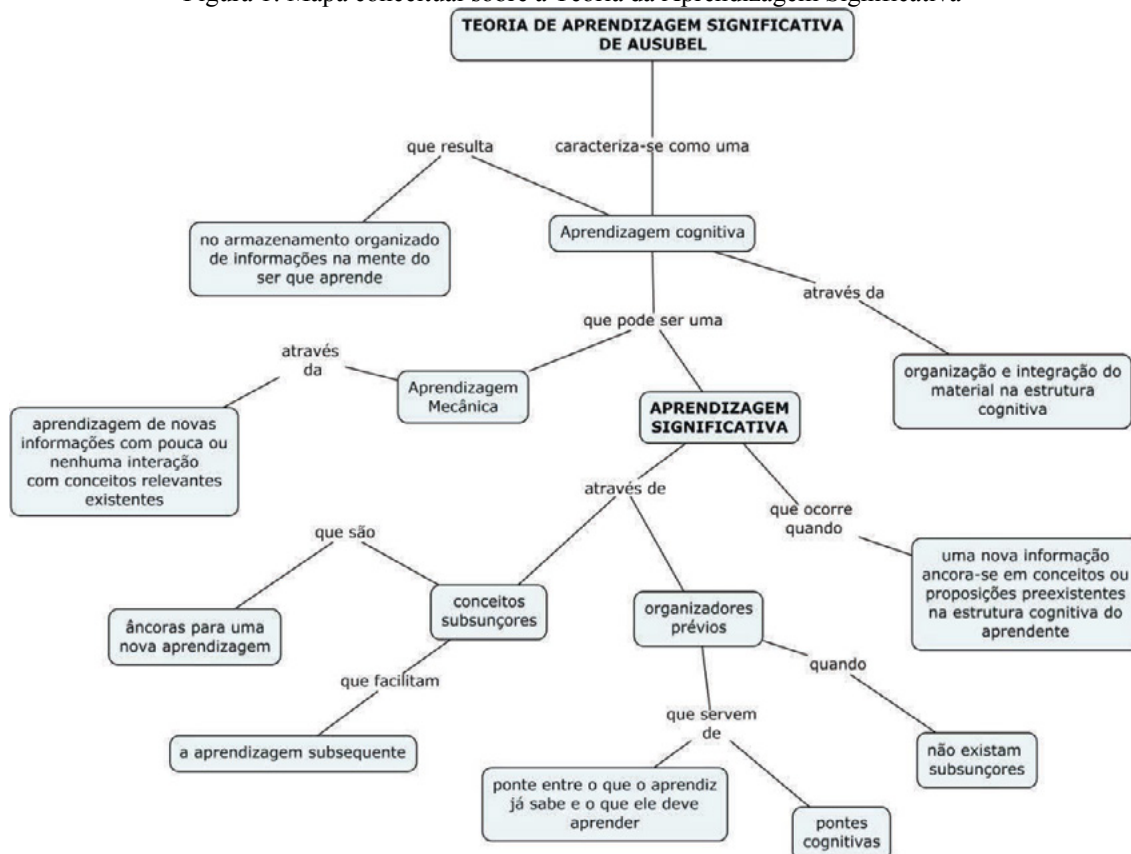 Figura 1: Mapa conceitual sobre a Teoria da Aprendizagem Significativa
TEORIA DE APRENDIZAGEM SIGNIFICATIVA
DE AUSUBEL
que resulta
caracteriza-se como uma
no armazenamento organizado
de informações na mente do
ser que aprende
Aprendizagem cognitiva
através da
que pode ser uma
organização e integração do
material na estrutura
cognitiva
através
da
Aprendizagem
Mecânica
APRENDIZAGEM
SIGNIFICATIVA
aprendizagem de novas
informações com pouca ou
nenhuma interação
com conceitos relevantes
existentes
através de
que ocorre
quando
que são
uma nova informação
ancora-se em conceitos ou
proposições preexistentes
na estrutura cognitiva do
aprendente
âncoras para uma
nova aprendizagem
conceitos
subsunçores
organizadores
prévios
que facilitam
quando
a aprendizagem subsequente
que servem
de
não existam
subsunçores
ponte entre o que o aprendiz
já sabe e o que ele deve
aprender
pontes
cognitivas